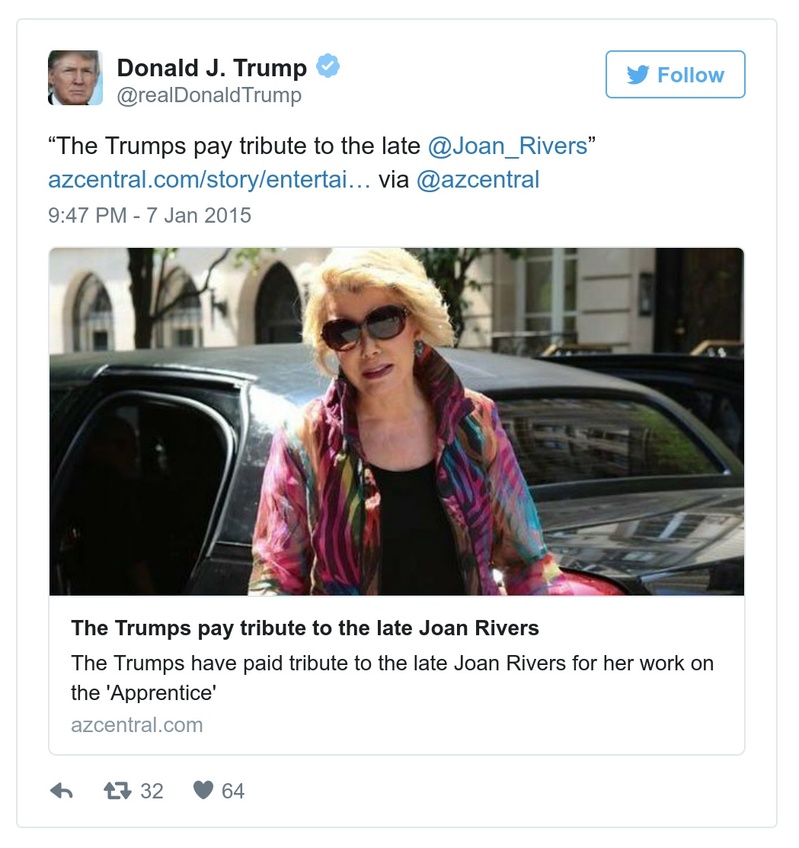 Donald J. Trump
@realDonaldTrump
Follow
“The Trumps pay tribute to the late @Joan_Rivers”
azcentral.com/story/entertai… via @azcentral
9:47 PM - 7 Jan 2015
The Trumps pay tribute to the late Joan Rivers
The Trumps have paid tribute to the late Joan Rivers for her work on
the 'Apprentice'
azcentral.com
32 64